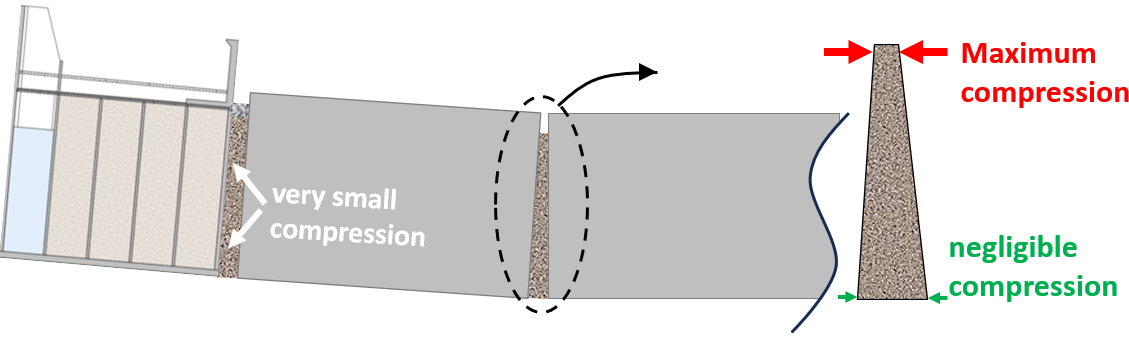 very small
compression
Maximum
compression
negligible
compression